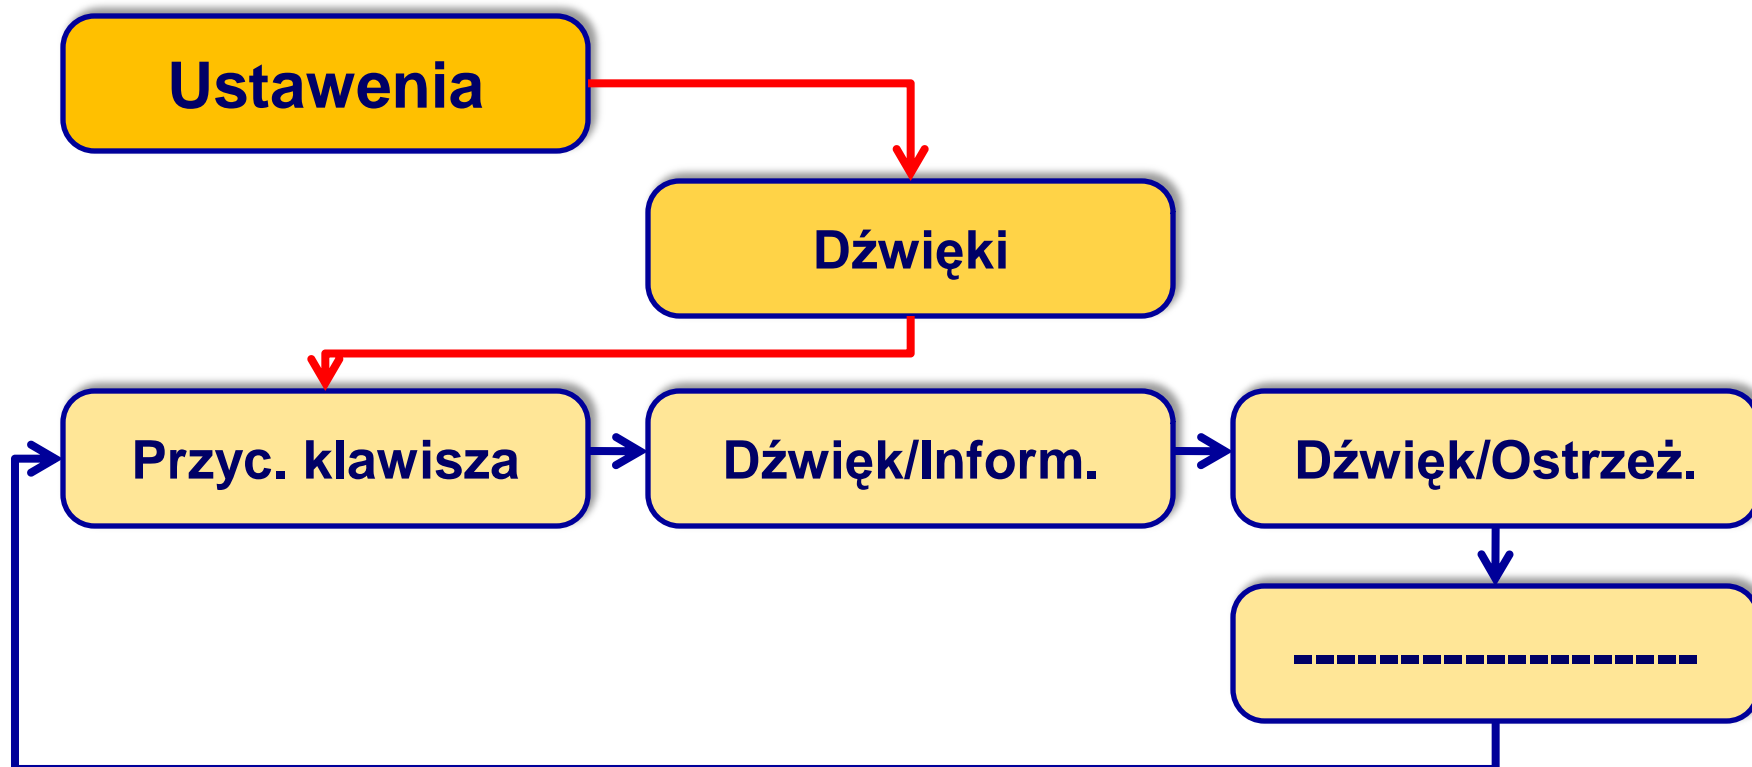 Ustawenia
Dźwięki
Przyc. klawisza
Dźwięk/Inform.
Dźwięk/Ostrzeż.
-------------------